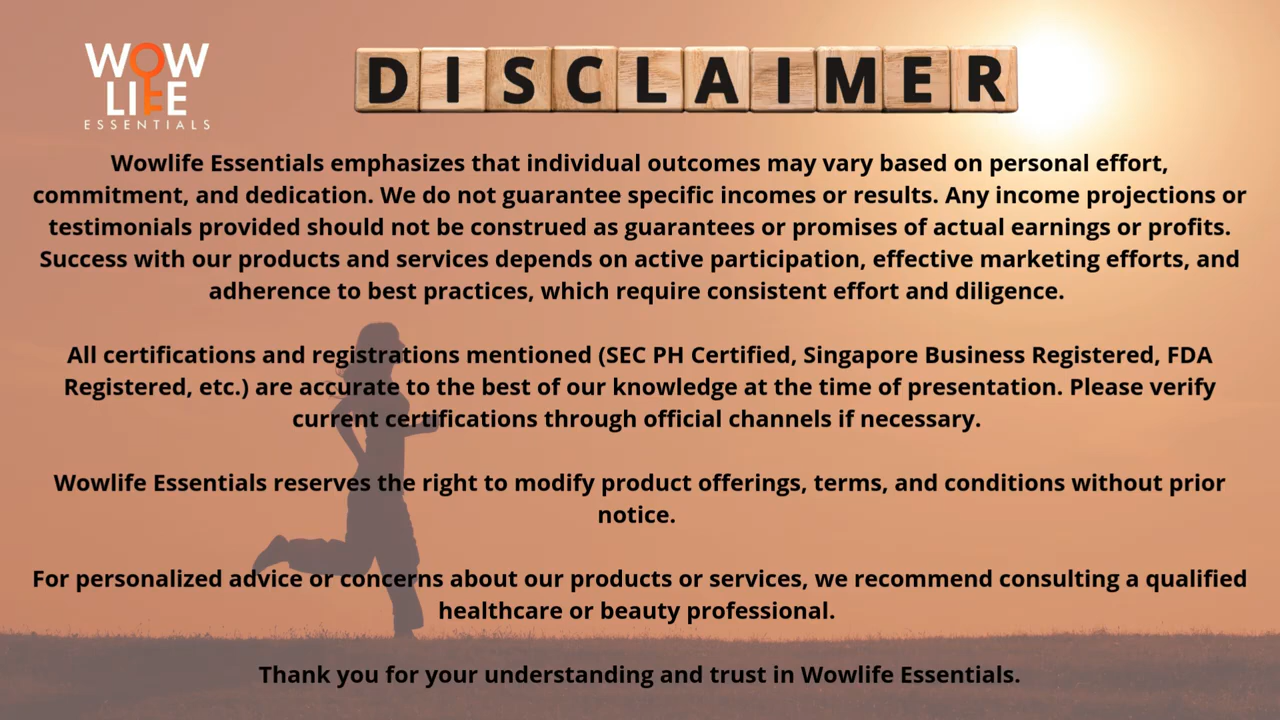 WOW
LIFE
ESSENTIALS
DISCLAIMER
Wowlife Essentials emphasizes that individual outcomes may vary based on personal effort,
commitment, and dedication. We do not guarantee specific incomes or results. Any income projections or
testimonials provided should not be construed as guarantees or promises of actual earnings or profits.
Success with our products and services depends on active participation, effective marketing efforts, and
adherence to best practices, which require consistent effort and diligence.
All certifications and registrations mentioned (SEC PH Certified, Singapore Business Registered, FDA
Registered, etc.) are accurate to the best of our knowledge at the time of presentation. Please verify
current certifications through official channels if necessary.
Wowlife Essentials reserves the right to modify product offerings, terms, and conditions without prior
notice.
For personalized advice or concerns about our products or services, we recommend consulting a qualified
healthcare or beauty professional.
Thank you for your understanding and trust in Wowlife Essentials.